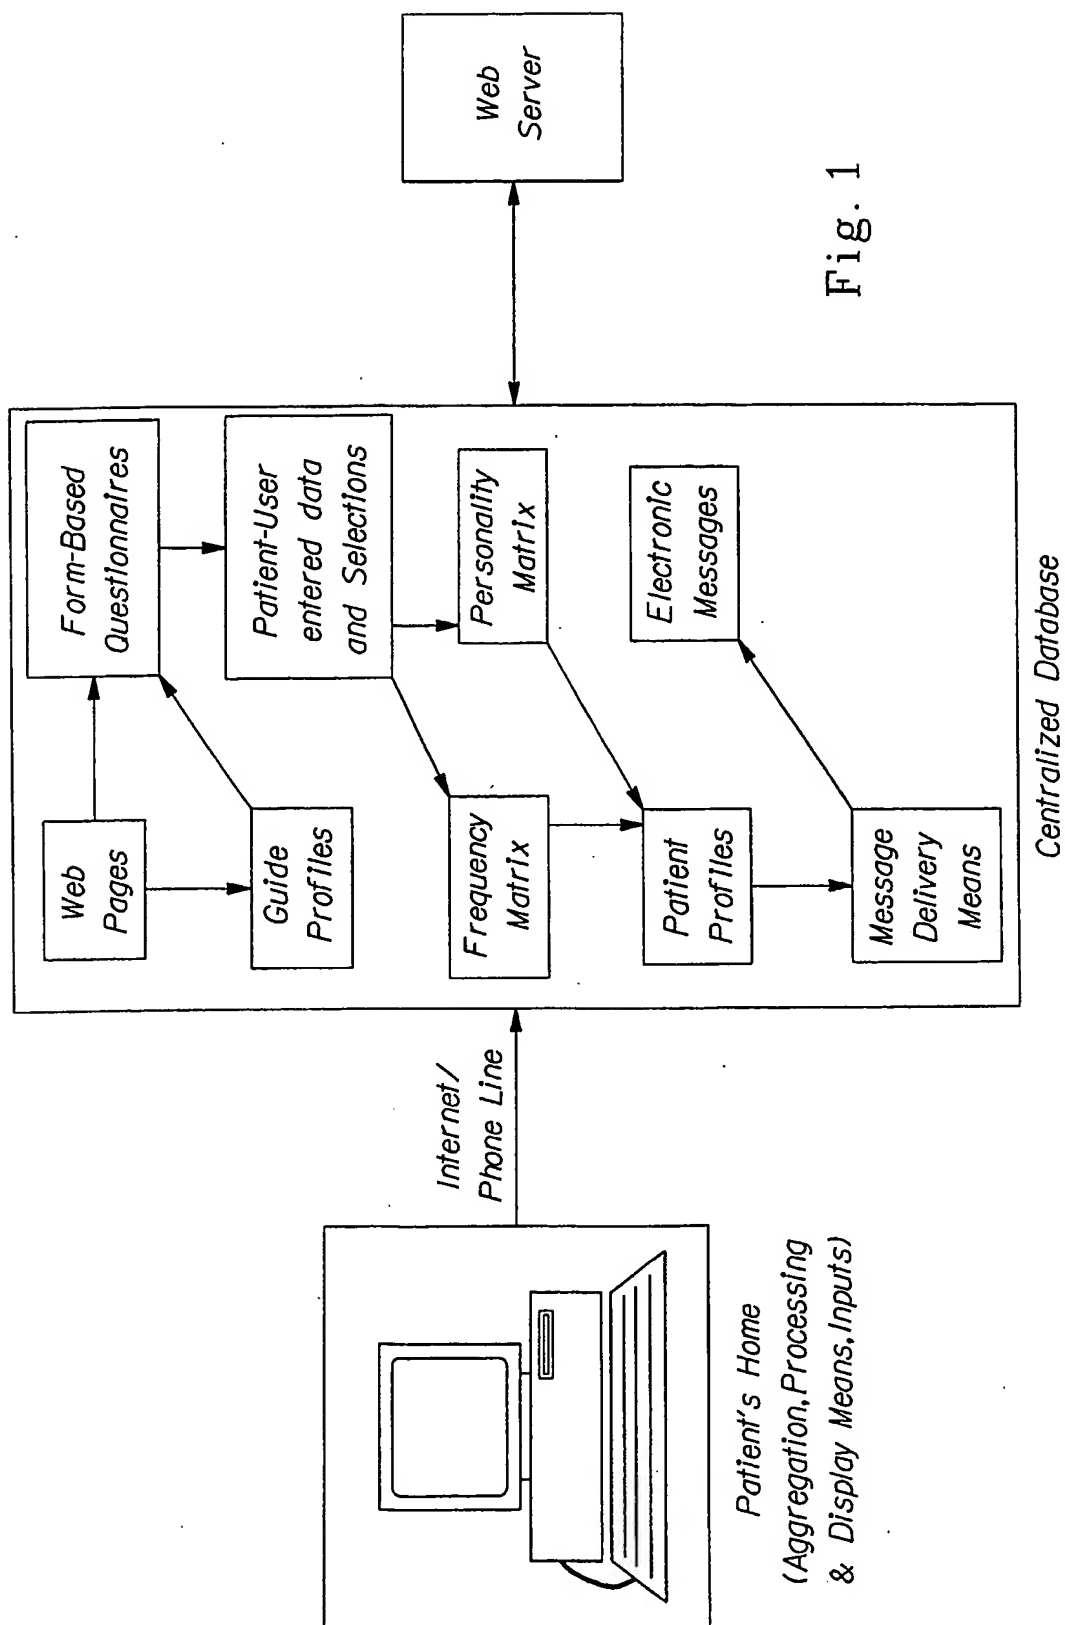 Patient's Home
(Aggregation,Processing
& Display Means,Inputs)
Internet/
Phone Line
Web
Pages
Form-Based
Questionnaires
Guide
Profiles
Patient-User
entered data
and Selections
Frequency
Matrix
Personality
Matrix
Patient
Profiles
Electronic
Messages
Message
Delivery
Means
Centralized Database
Web
Server
Fig. 1